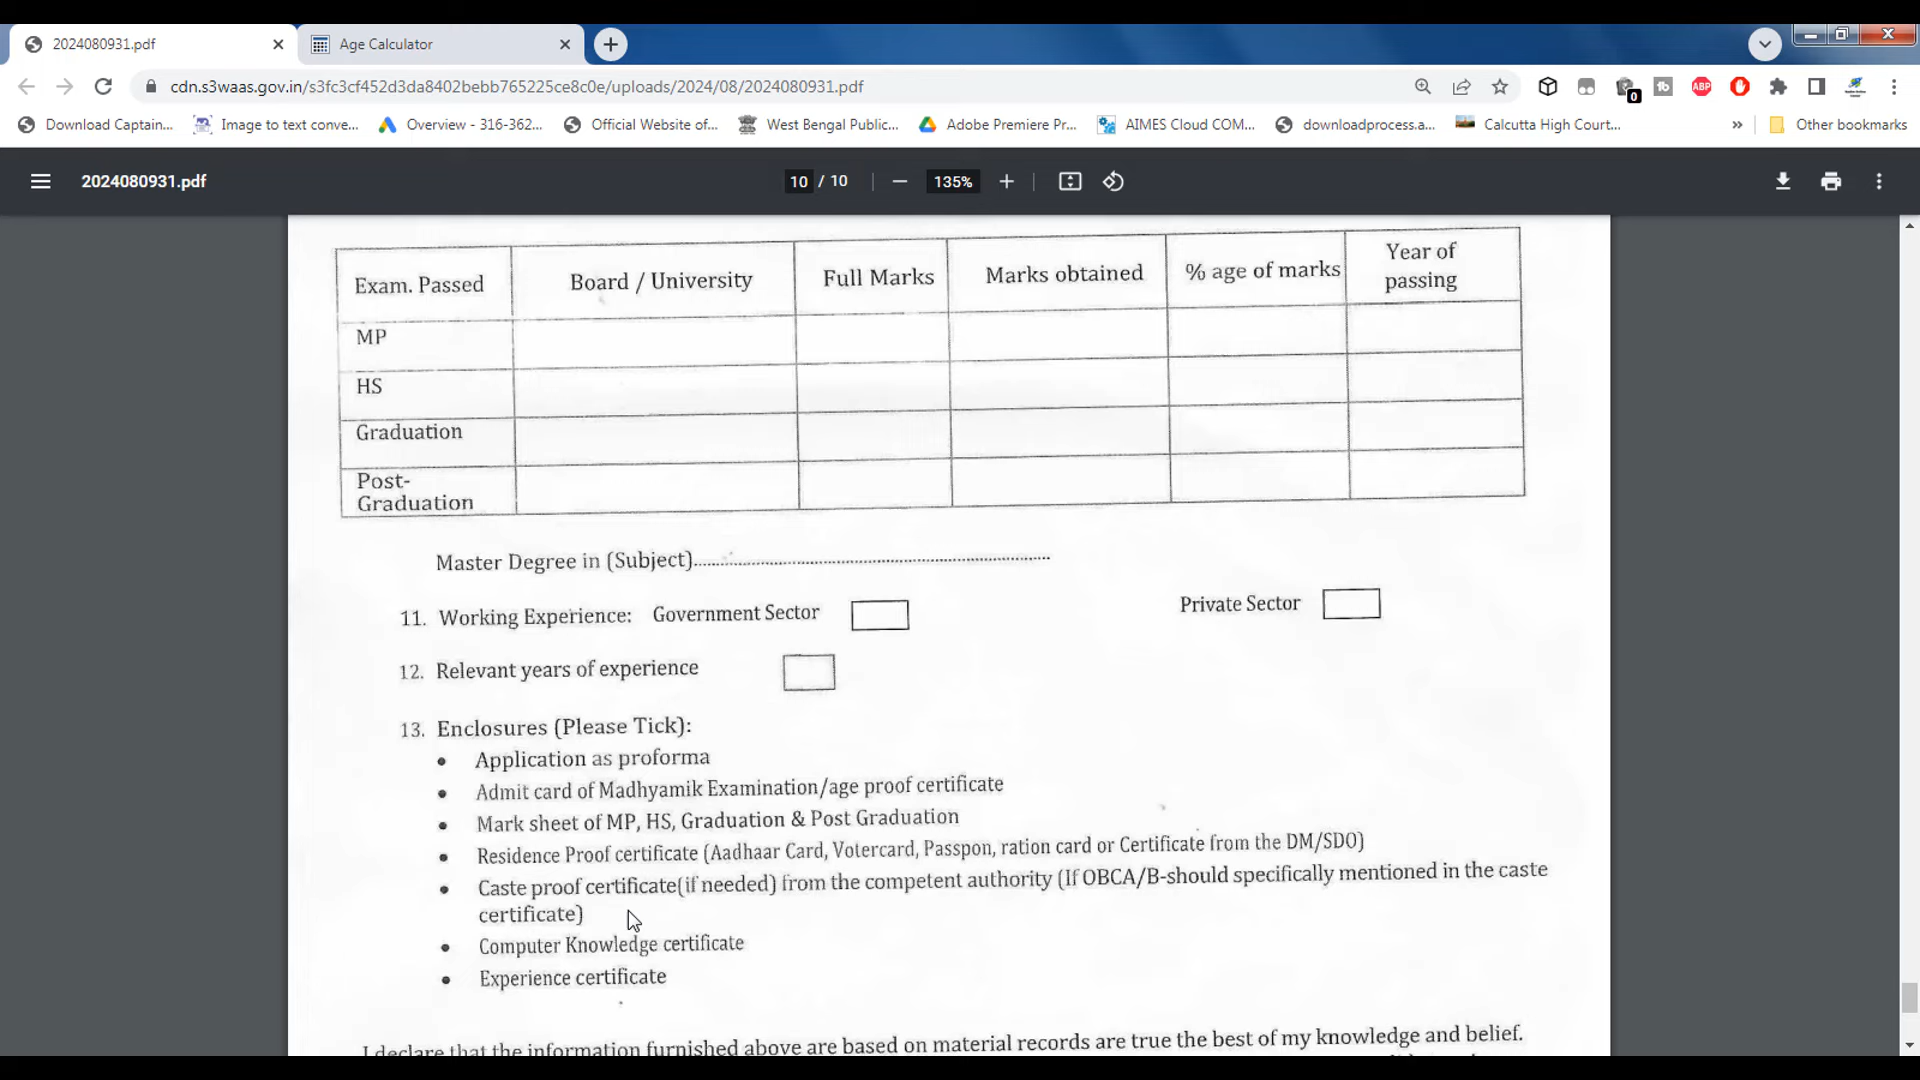 2024080931.pdf
Age Calculator
cdn.s3waas.gov.in/s3fc3cf452d3da8402bebb765225ce8c0e/uploads/2024/08/2024080931.pdf
0
ABP
Download Captain...
Image to text conve...
Overview - 316-362...
Official Website of...
West Bengal Public...
Adobe Premiere Pr...
AIMES Cloud COM...
downloadprocess.a...
Calcutta High Court...
»
Other bookmarks
2024080931.pdf
10 / 10
135%
Exam. Passed
Board / University
Full Marks
Marks obtained
% age of marks
Year of
passing
MP
HS
Graduation
Post-
Graduation
Master Degree in (Subject)...............................................................
11. Working Experience: Government Sector
Private Sector
12. Relevant years of experience
13. Enclosures (Please Tick):
• Application as proforma
• Admit card of Madhyamik Examination/age proof certificate
• Mark sheet of MP, HS, Graduation & Post Graduation
• Residence Proof certificate (Aadhaar Card, Votercard, Passpon, ration card or Certificate from the DM/SDO)
• Caste proof certificate(if needed) from the competent authority (If OBCA/B-should specifically mentioned in the caste
certificate)
• Computer Knowledge certificate
• Experience certificate
I declare that the information furnished above are based on material records are true the best of my knowledge and belief.